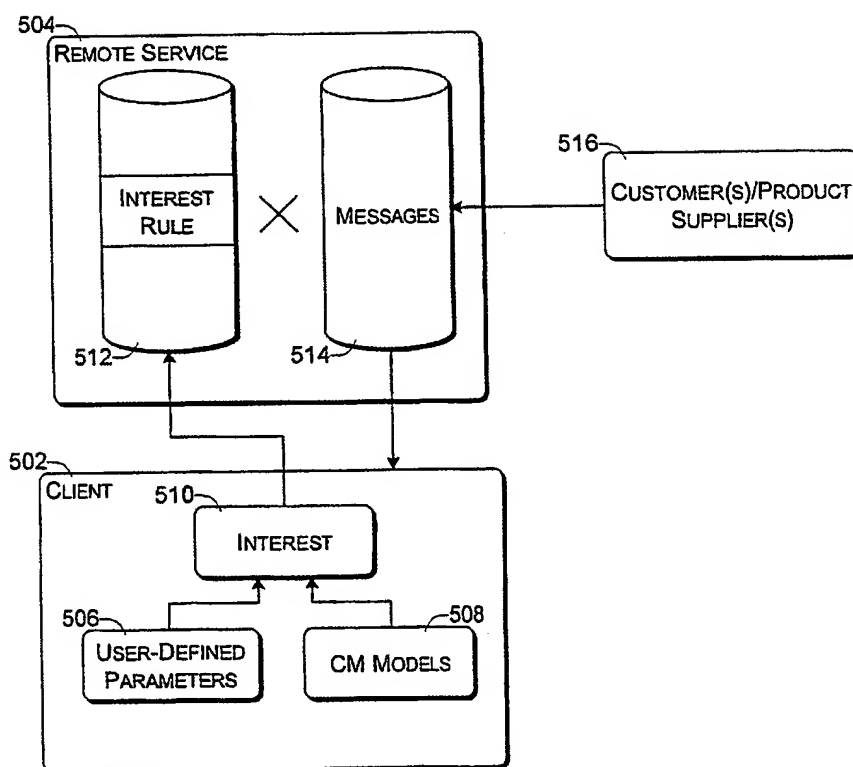 504
REMOTE SERVICE
INTEREST
RULE
MESSAGES
512
514
516
CUSTOMER(S)/PRODUCT
SUPPLIER(S)
502
CLIENT
510
INTEREST
506
USER-DEFINED
PARAMETERS
508
CM MODELS